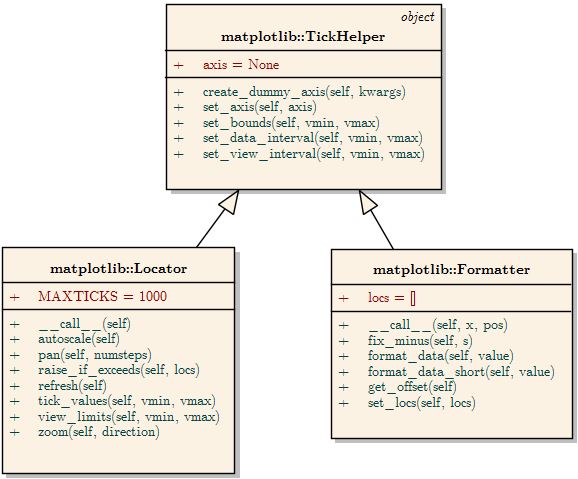 object
matplotlib::TickHelper
+ axis = None
+ create_dummy_axis(self, kwargs)
+ set_axis(self, axis)
+ set_bounds(self, vmin, vmax)
+ set_data_interval(self, vmin, vmax)
+ set_view_interval(self, vmin, vmax)
matplotlib::Locator
+ MAXTICKS = 1000
+ __call__(self)
+ autoscale(self)
+ pan(self, numsteps)
+ raise_if_exceeds(self, locs)
+ refresh(self)
+ tick_values(self, vmin, vmax)
+ view_limits(self, vmin, vmax)
+ zoom(self, direction)
matplotlib::Formatter
+ locs = []
+ __call__(self, x, pos)
+ fix_minus(self, s)
+ format_data(self, value)
+ format_data_short(self, value)
+ get_offset(self)
+ set_locs(self, locs)